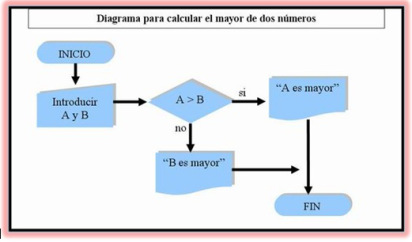 Diagrama para calcular el mayor de dos números
INICIO
Introducir
A y B
A > B
si
“A es mayor”
no
“B es mayor”
FIN